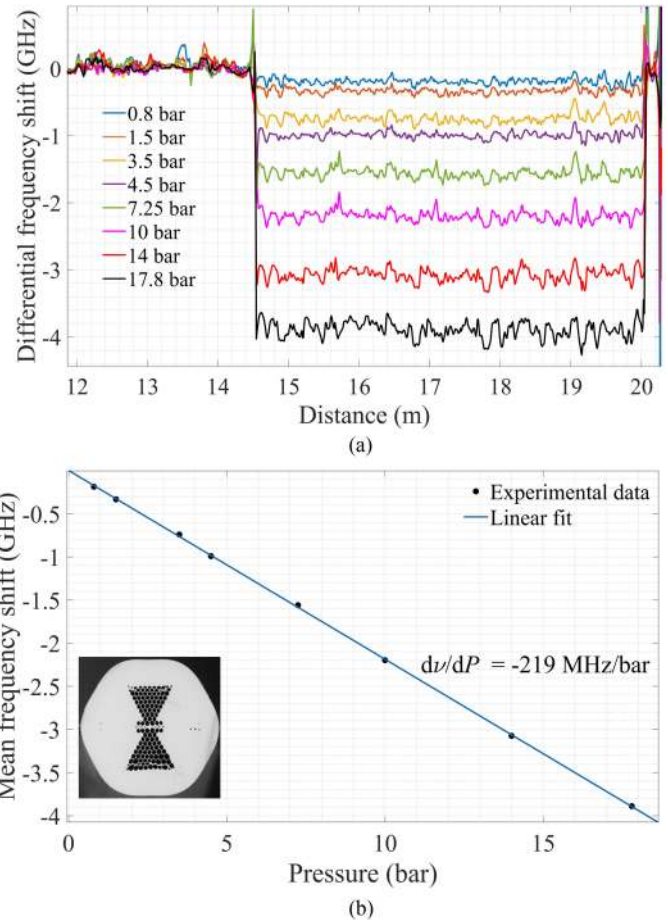 Differential frequency shift (GHz)
0
-1
-2
-3
-4
0.8 bar
1.5 bar
3.5 bar
4.5 bar
7.25 bar
10 bar
14 bar
17.8 bar
12 13 14 15 16 17 18 19 20
Distance (m)
(a)
Mean frequency shift (GHz)
-0.5
-1
-1.5
-2
-2.5
-3
-3.5
-4
Experimental data
Linear fit
dν/dP = -219 MHz/bar
0 5 10 15
Pressure (bar)
(b)